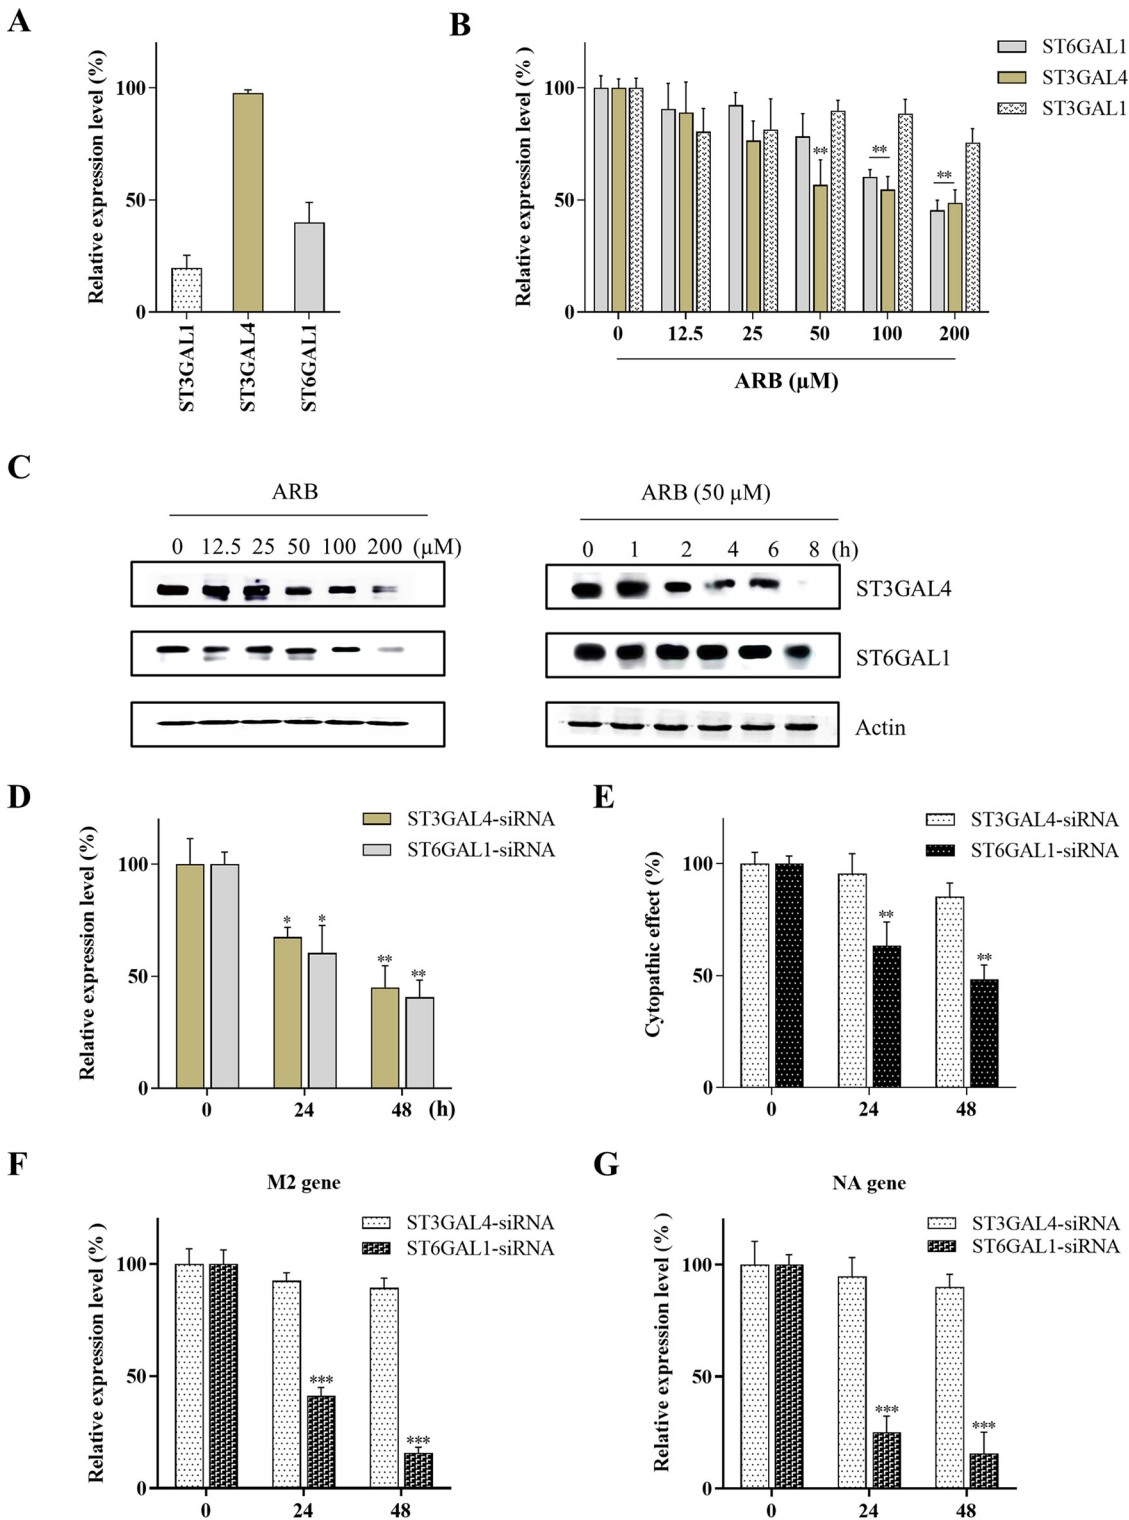 A
Relative expression level (%)
100
50
0
ST3GAL1
ST3GAL4
ST6GAL1
B
Relative expression level (% )
100
50
0
0 12.5 25 50 100 200
ARB (μM)
** ** **
ST6GAL1
ST3GAL4
ST3GAL1
C
ARB
0 12.5 25 50 100 200 (μM)
ARB (50 μM)
0 1 2 4 6 8 (h)
ST3GAL4
ST6GAL1
Actin
D
Relative expression level (%)
100
50
0
ST3GAL4-siRNA
ST6GAL1-siRNA
* * ** **
0 24 48 (h)
E
Cytopathic effect (%)
100
50
0
ST3GAL4-siRNA
ST6GAL1-siRNA
** **
0 24 48
F
M2 gene
Relative expression level (% )
100
50
0
ST3GAL4-siRNA
ST6GAL1-siRNA
*** ***
0 24 48
G
NA gene
Relative expression level (% )
100
50
0
ST3GAL4-siRNA
ST6GAL1-siRNA
*** ***
0 24 48